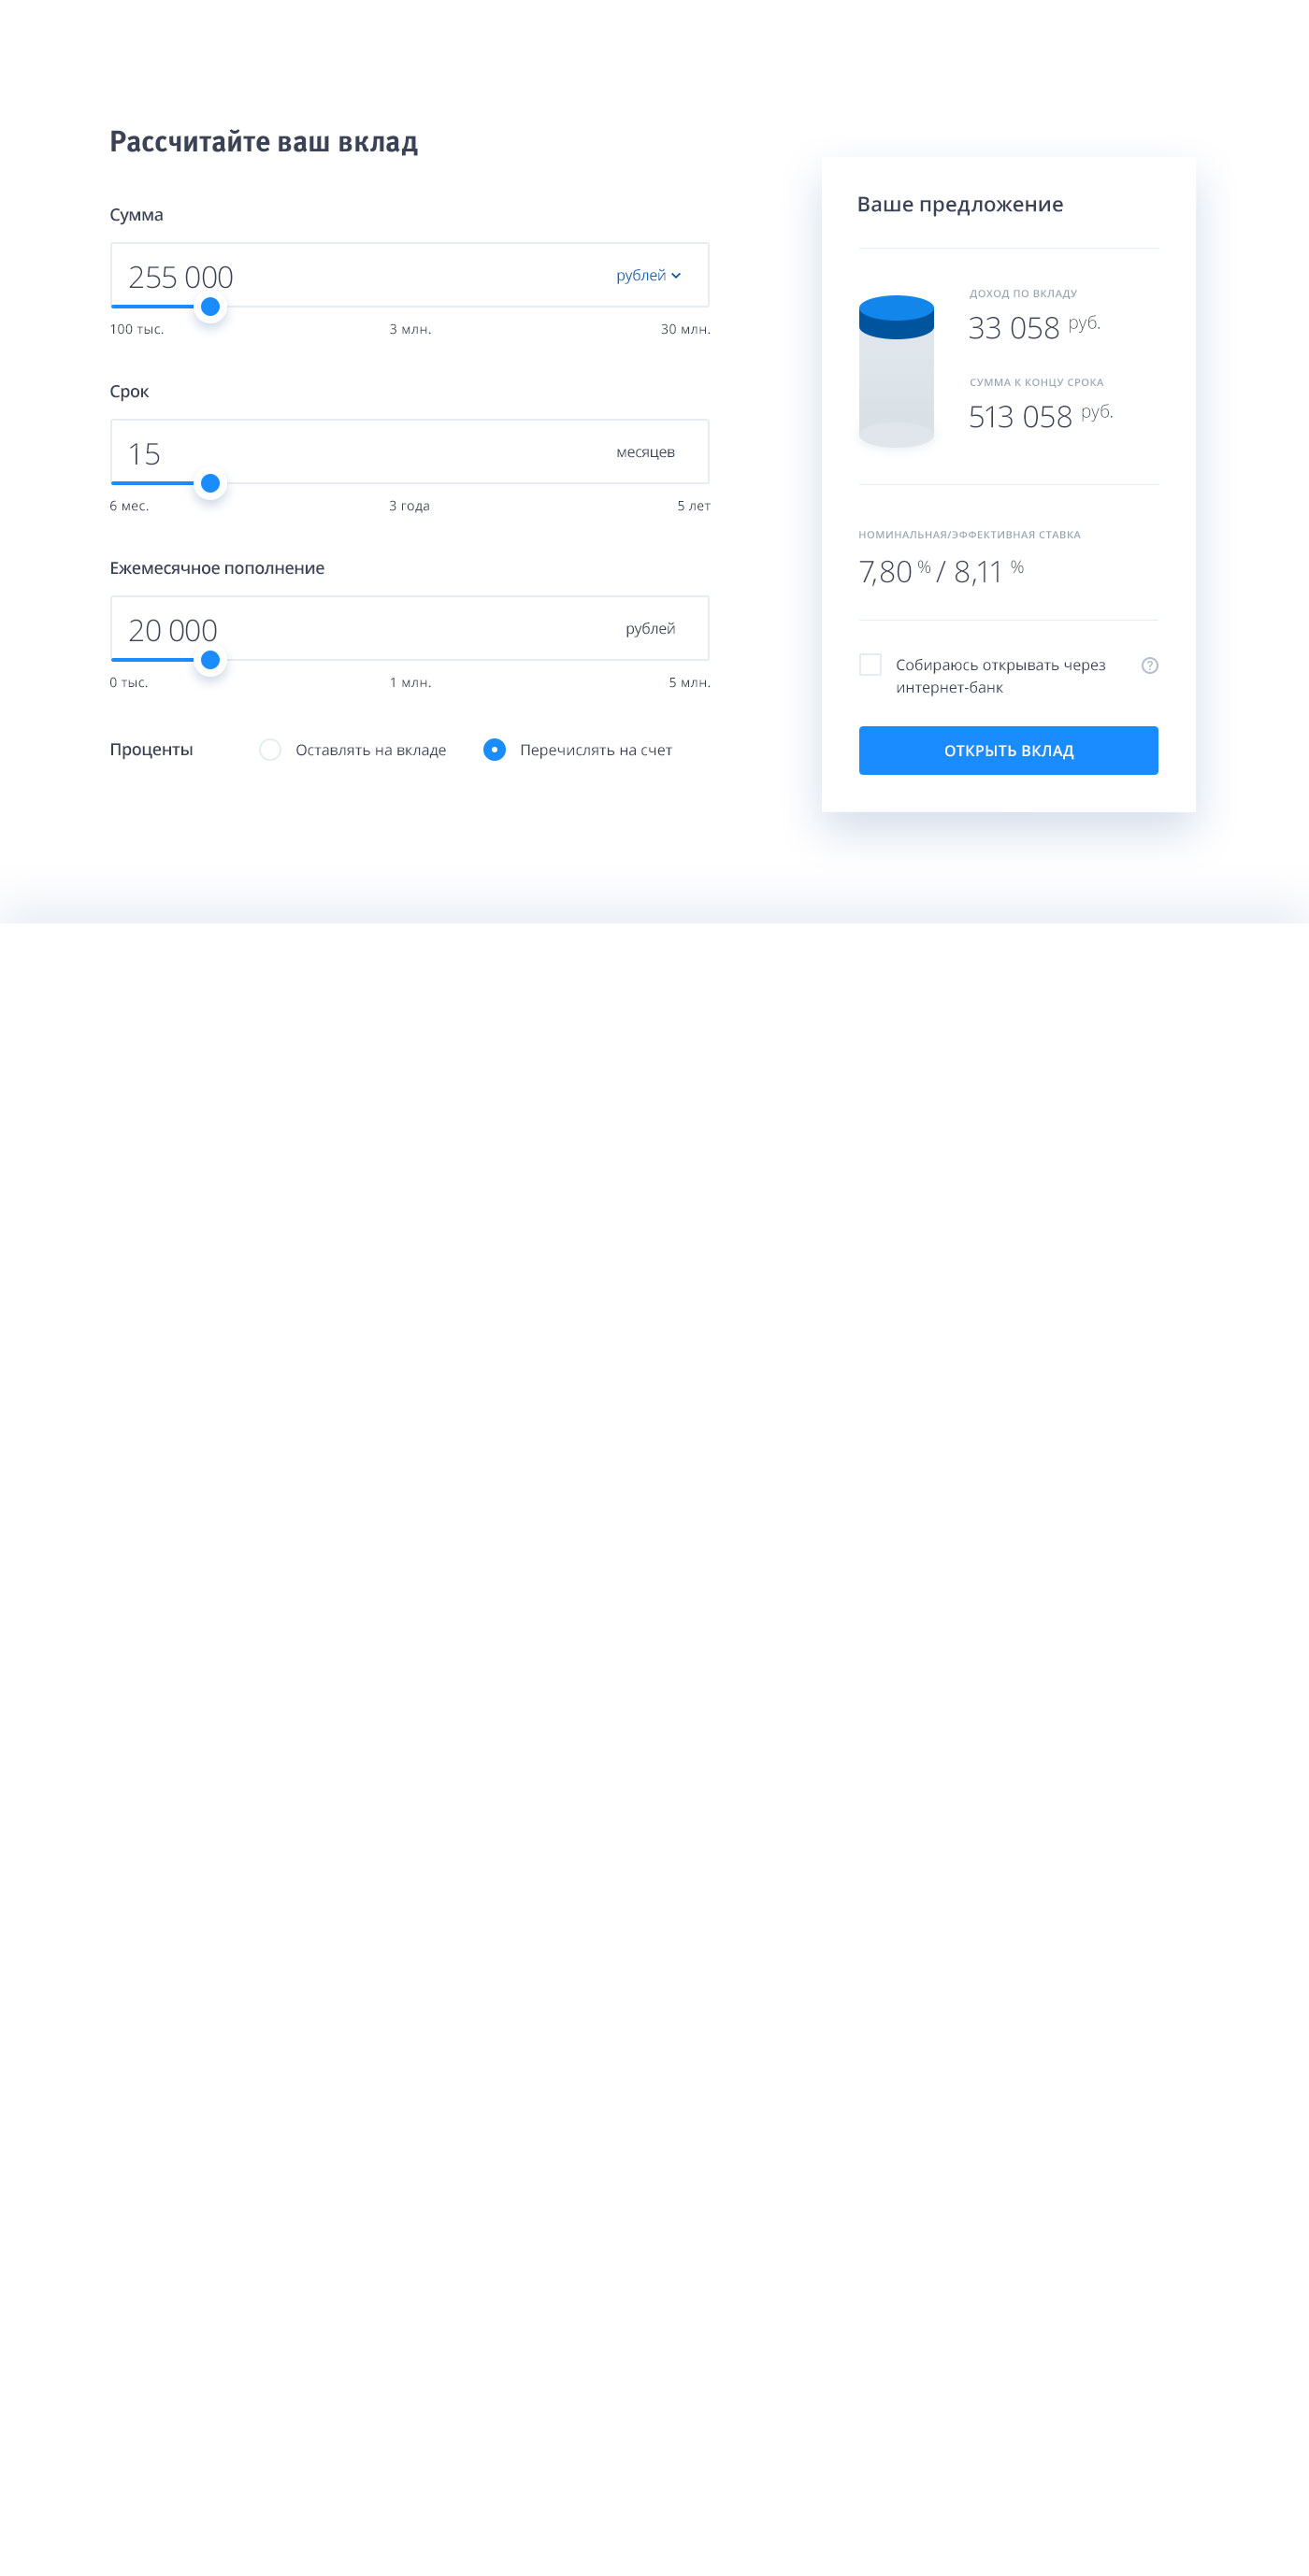 Рассчитайте ваш вклад
Сумма
255 000 рублей
100 тыс. 3 млн. 30 млн.
Срок
15 месяцев
6 мес. 3 года 5 лет
Ежемесячное пополнение
20 000 рублей
0 тыс. 1 млн. 5 млн.
Проценты Оставлять на вкладе Перечислять на счет
Ваше предложение
ДОХОД ПО ВКЛАДУ
33 058 руб.
СУММА К КОНЦУ СРОКА
513 058 руб.
НОМИНАЛЬНАЯ/ЭФФЕКТИВНАЯ СТАВКА
7,80 % / 8,11 %
Собираюсь открывать через ?
интернет-банк
ОТКРЫТЬ ВКЛАД